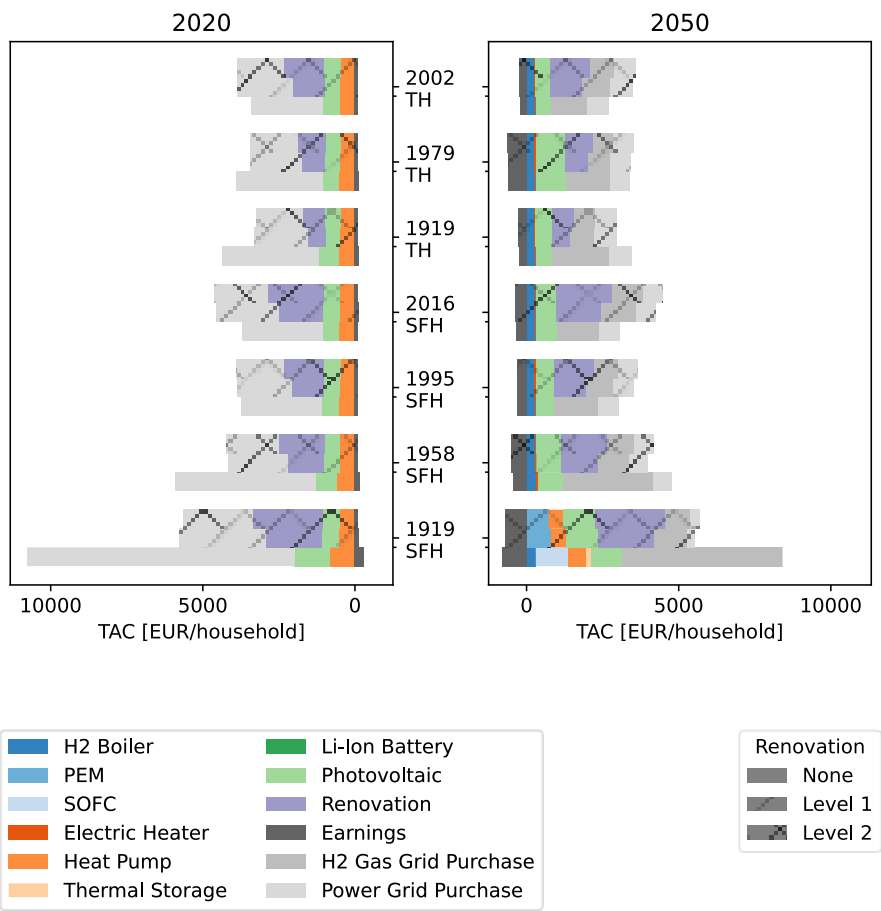 2020
2050
2002
TH
1979
TH
1919
TH
2016
SFH
1995
SFH
1958
SFH
1919
SFH
10000 5000 0
0 5000 10000
TAC [EUR/household]
TAC [EUR/household]
H2 Boiler
PEM
SOFC
Electric Heater
Heat Pump
Thermal Storage
Li-Ion Battery
Photovoltaic
Renovation
Earnings
H2 Gas Grid Purchase
Power Grid Purchase
Renovation
None
Level 1
Level 2